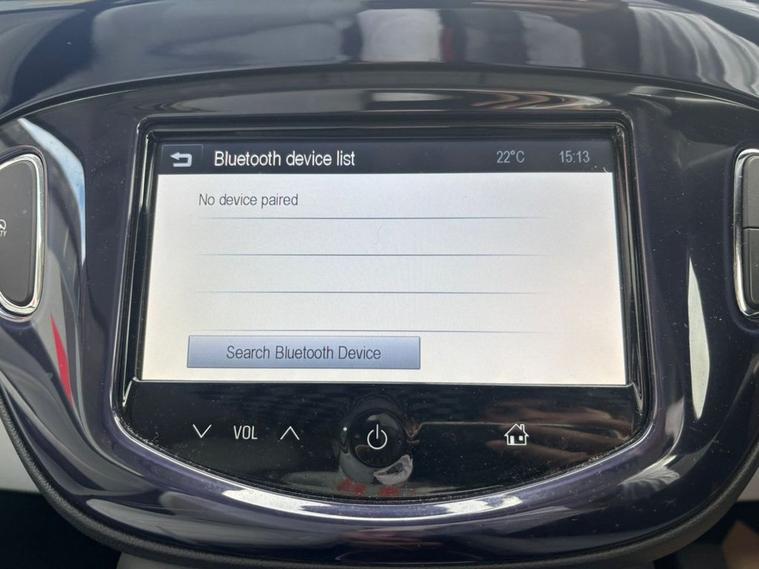 Bluetooth device list 22°C 15:13
No device paired
Search Bluetooth Device
VOL